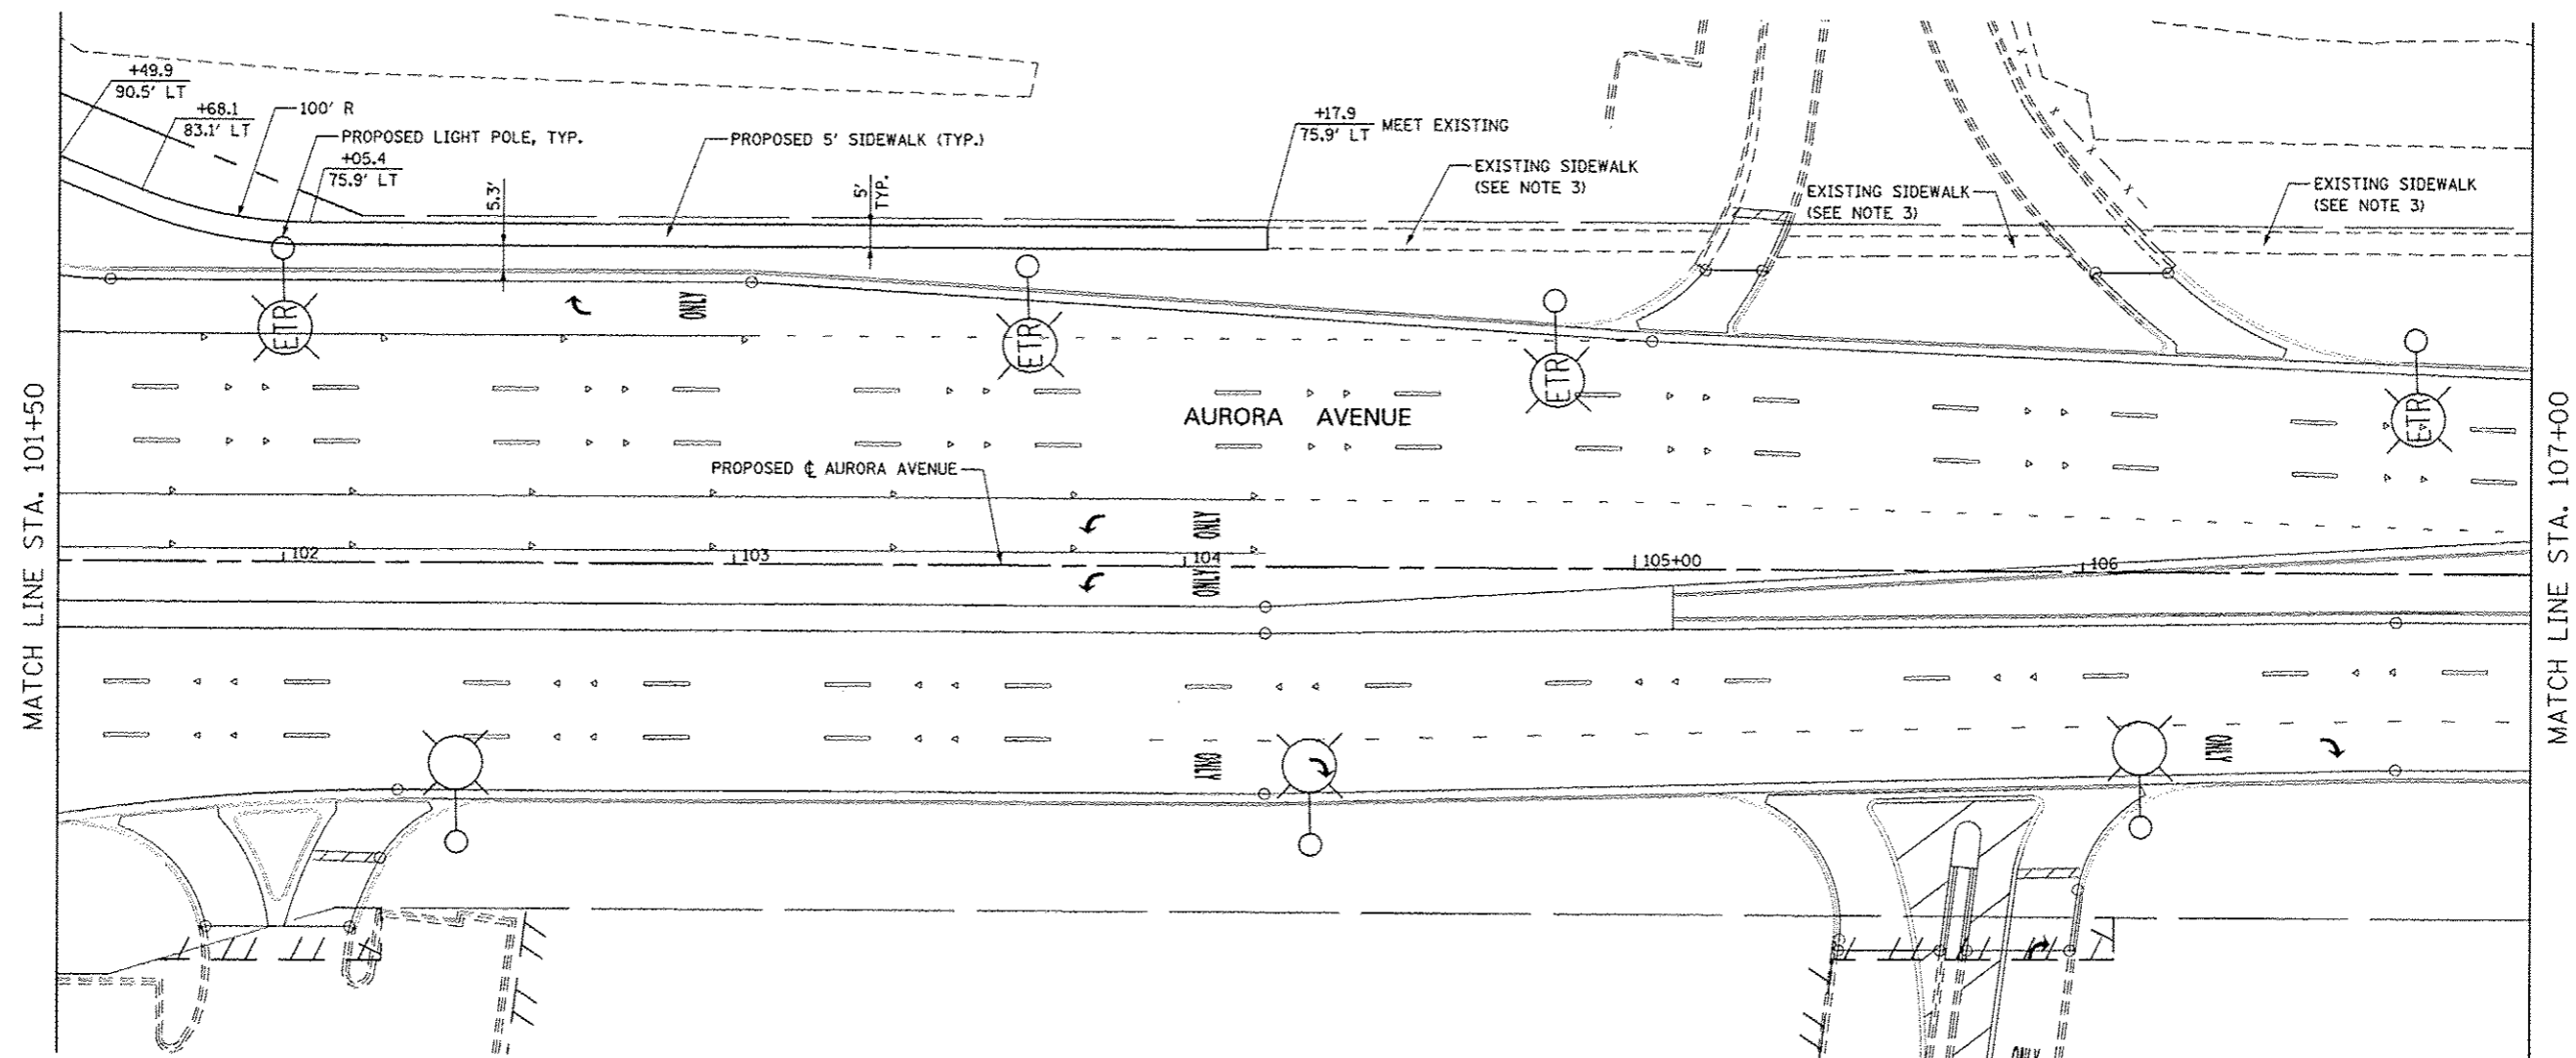 +49.9
90.5' LT
+68.1
83.1' LT
100' R
PROPOSED LIGHT POLE, TYP.
+05.4
75.9' LT
5.3'
PROPOSED 5' SIDEWALK (TYP.)
5'
TYP.
+17.9
75.9' LT MEET EXISTING
EXISTING SIDEWALK
(SEE NOTE 3)
EXISTING SIDEWALK
(SEE NOTE 3)
EXISTING SIDEWALK
(SEE NOTE 3)
ONLY
ETR
ETR
ETR
ETR
AURORA AVENUE
PROPOSED ℄ AURORA AVENUE
ONLY
102
103
104
105+00
106
ONLY
ONLY
ONLY
ONLY
MATCH LINE STA. 101+50
MATCH LINE STA. 107+00